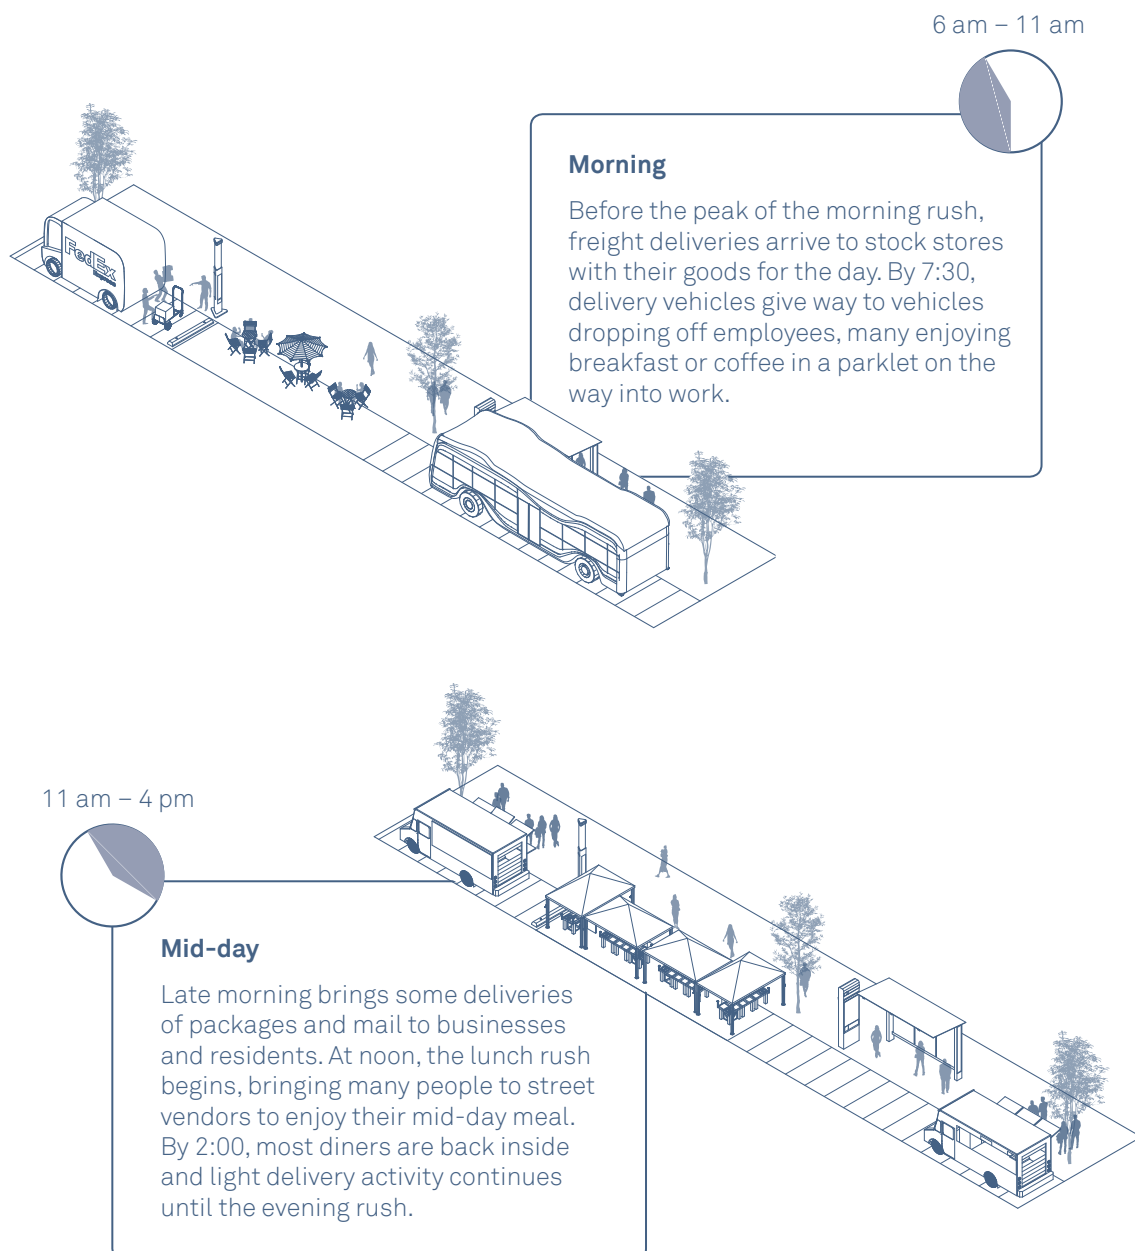 6 am – 11 am
Morning
Before the peak of the morning rush,
freight deliveries arrive to stock stores
with their goods for the day. By 7:30,
delivery vehicles give way to vehicles
dropping off employees, many enjoying
breakfast or coffee in a parklet on the
way into work.
FedEx
11 am – 4 pm
Mid-day
Late morning brings some deliveries
of packages and mail to businesses
and residents. At noon, the lunch rush
begins, bringing many people to street
vendors to enjoy their mid-day meal.
By 2:00, most diners are back inside
and light delivery activity continues
until the evening rush.